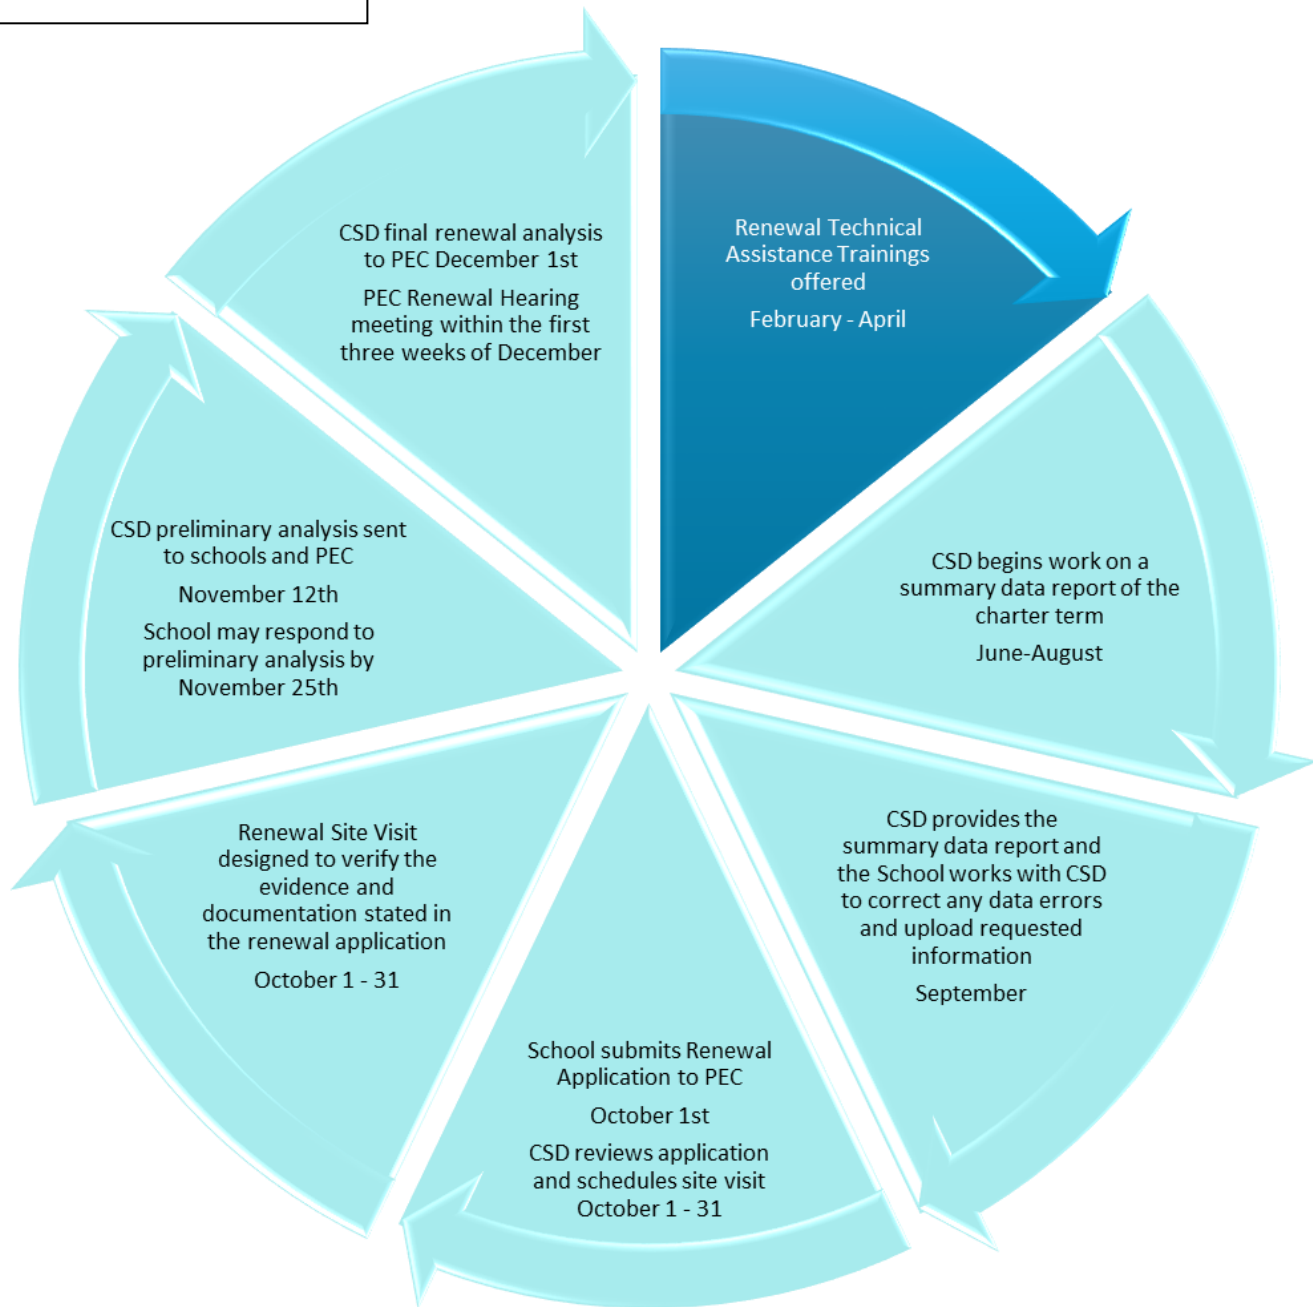 Renewal Technical
Assistance Trainings
offered
February - April
CSD begins work on a
summary data report of the
charter term
June-August
CSD provides the
summary data report and
the School works with CSD
to correct any data errors
and upload requested
information
September
School submits Renewal
Application to PEC
October 1st
CSD reviews application
and schedules site visit
October 1 - 31
Renewal Site Visit
designed to verify the
evidence and
documentation stated in
the renewal application
October 1 - 31
CSD preliminary analysis sent
to schools and PEC
November 12th
School may respond to
preliminary analysis by
November 25th
CSD final renewal analysis
to PEC December 1st
PEC Renewal Hearing
meeting within the first
three weeks of December